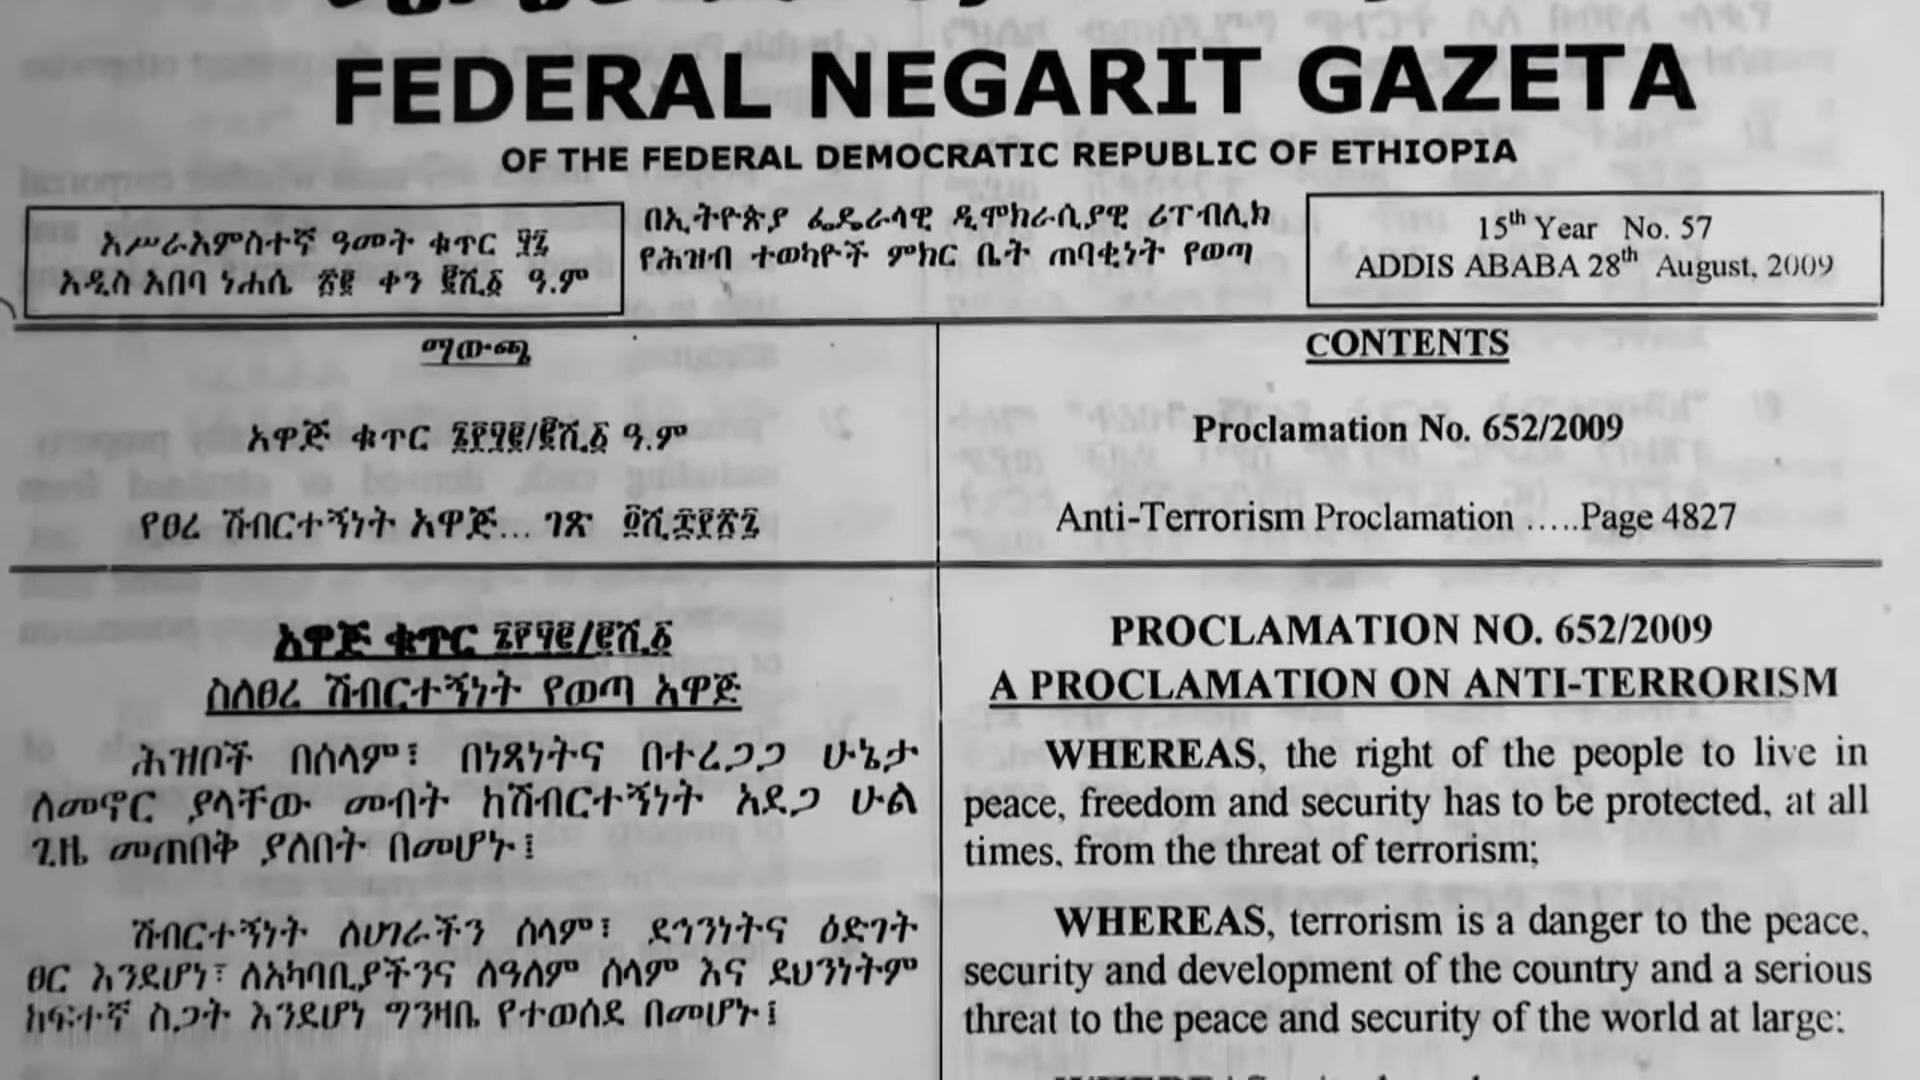 FEDERAL NEGARIT GAZETA
OF THE FEDERAL DEMOCRATIC REPUBLIC OF ETHIOPIA
አሥራአምስተኛ ዓመት ቁጥር ፶፯
አዲስ አበባ ነሐሴ ፳፪ ቀን ፪ሺ፩ ዓ.ም
በኢትዮጵያ ፌዴራላዊ ዲሞክራሲያዊ ሪፐብሊክ
የሕዝብ ተወካዮች ምክር ቤት ጠባቂነት የወጣ
15th Year No. 57
ADDIS ABABA 28th August, 2009
ማውጫ
አዋጅ ቁጥር ፮፻፶፪/፪ሺ፩ ዓ.ም
የፀረ ሽብርተኝነት አዋጅ... ገጽ ፬ሺ፰፻፳፯
CONTENTS
Proclamation No. 652/2009
Anti-Terrorism Proclamation .....Page 4827
አዋጅ ቁጥር ፮፻፶፪/፪ሺ፩
ስለፀረ ሽብርተኝነት የወጣ አዋጅ
ሕዝቦች በሰላም፣ በነጻነትና በተረጋጋ ሁኔታ
ለመኖር ያላቸው መብት ከሽብርተኝነት አደጋ ሁል
ጊዜ መጠበቅ ያለበት በመሆኑ፤
ሽብርተኝነት ለሀገራችን ሰላም፣ ደኅንነትና ዕድገት
ፀር እንደሆነ፣ ለአካባቢያችንና ለዓለም ሰላም እና ደህንነትም
ከፍተኛ ስጋት እንደሆነ ግንዛቤ የተወሰደ በመሆኑ፤
PROCLAMATION NO. 652/2009
A PROCLAMATION ON ANTI-TERRORISM
WHEREAS, the right of the people to live in
peace, freedom and security has to be protected, at all
times, from the threat of terrorism;
WHEREAS, terrorism is a danger to the peace,
security and development of the country and a serious
threat to the peace and security of the world at large: